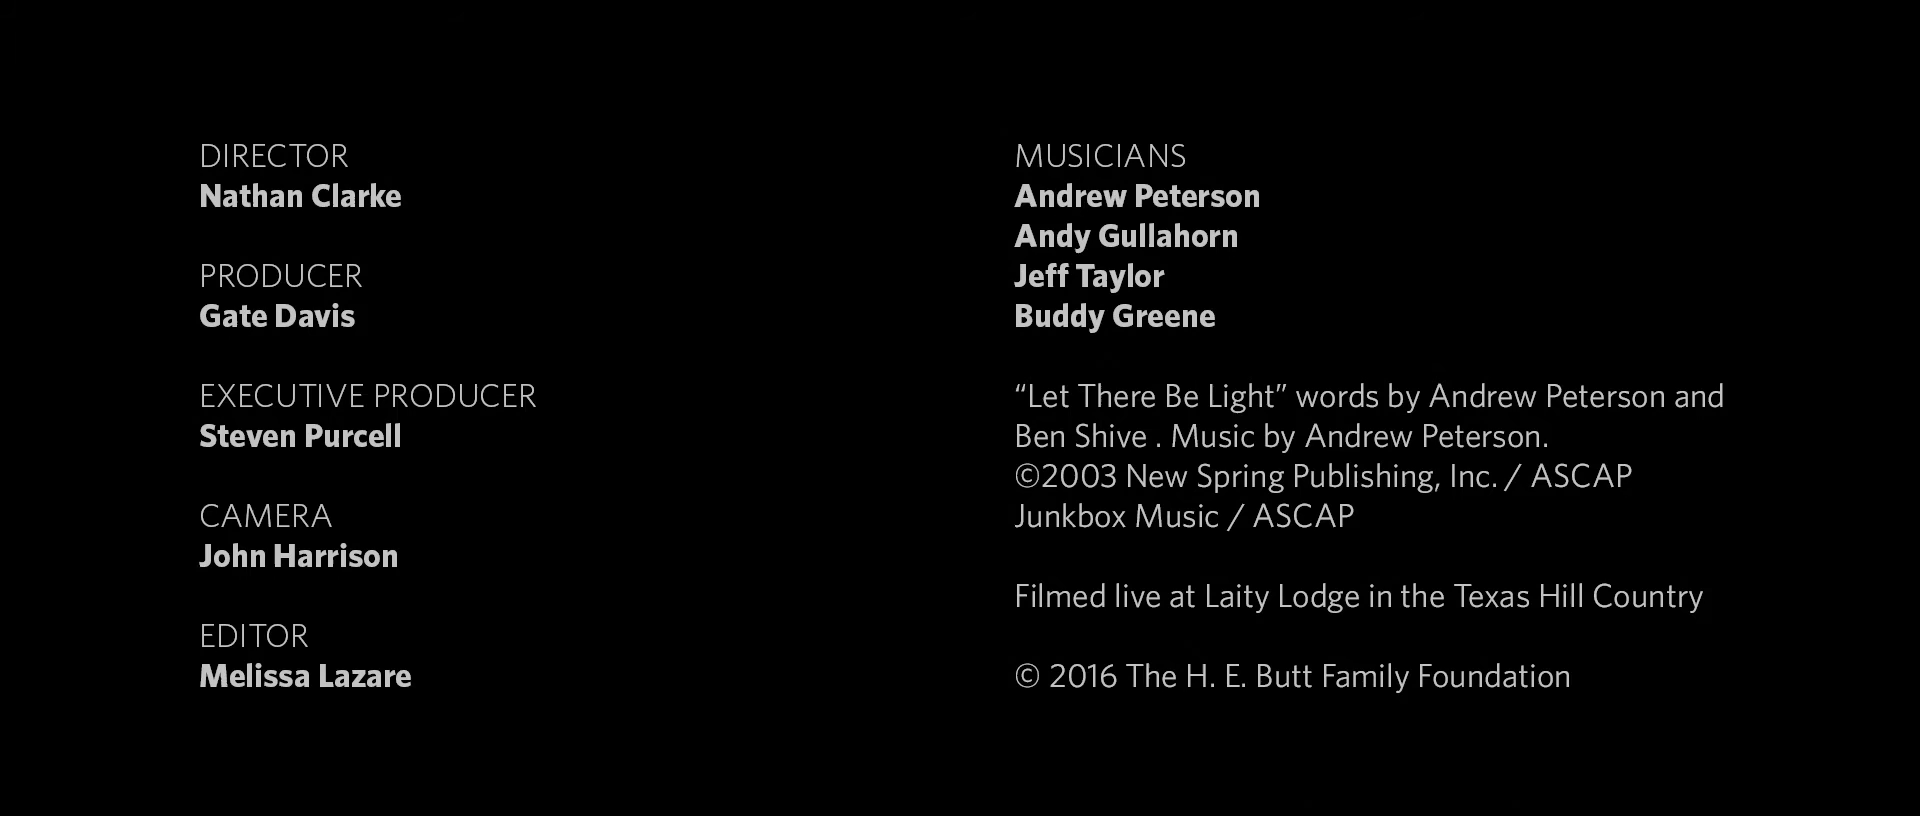 DIRECTOR
Nathan Clarke
PRODUCER
Gate Davis
EXECUTIVE PRODUCER
Steven Purcell
CAMERA
John Harrison
EDITOR
Melissa Lazare
MUSICIANS
Andrew Peterson
Andy Gullahorn
Jeff Taylor
Buddy Greene
“Let There Be Light” words by Andrew Peterson and
Ben Shive . Music by Andrew Peterson.
©2003 New Spring Publishing, Inc. / ASCAP
Junkbox Music / ASCAP
Filmed live at Laity Lodge in the Texas Hill Country
© 2016 The H. E. Butt Family Foundation